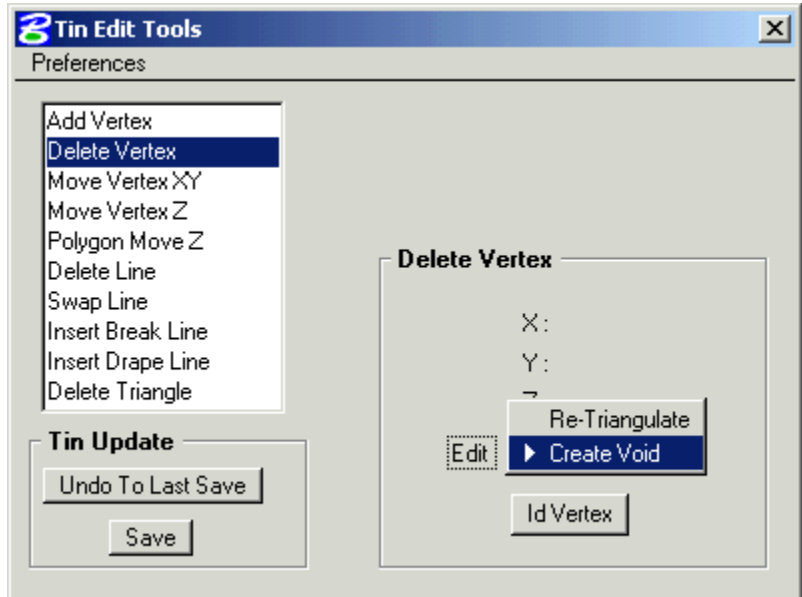 Tin Edit Tools
Preferences
Add Vertex
Delete Vertex
Move Vertex XY
Move Vertex Z
Polygon Move Z
Delete Line
Swap Line
Insert Break Line
Insert Drape Line
Delete Triangle
Tin Update
Undo To Last Save
Save
Delete Vertex
X:
Y:
Re-Triangulate
Edit
Create Void
Id Vertex